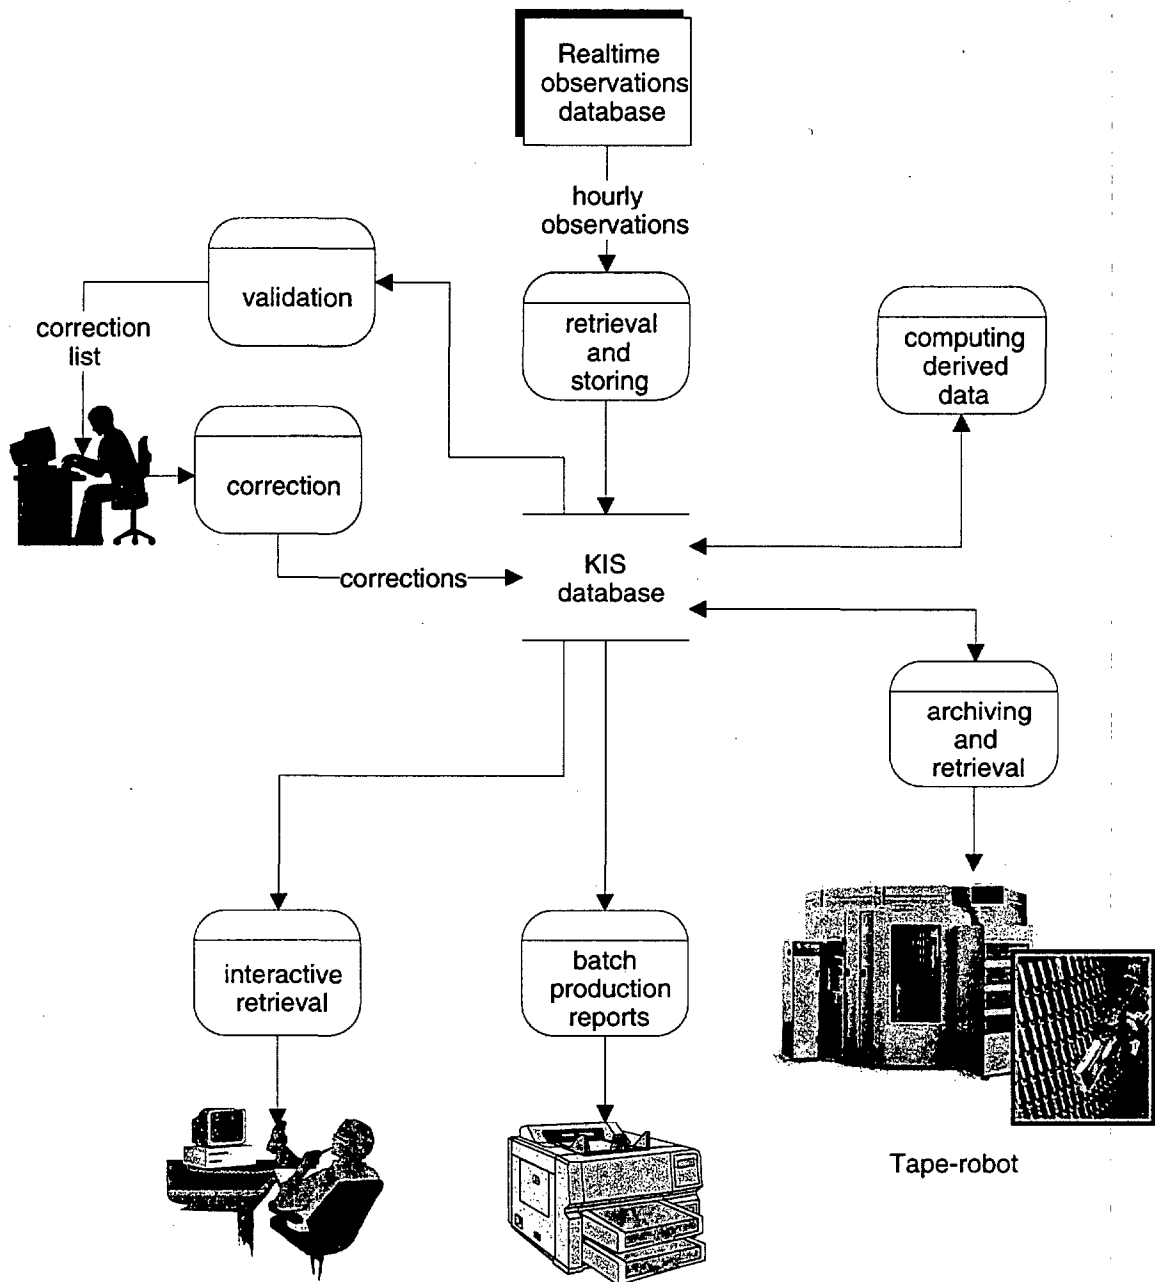 Realtime
observations
database
hourly
observations
validation
retrieval
and
storing
computing
derived
data
correction
list
correction
corrections
KIS
database
archiving
and
retrieval
interactive
retrieval
batch
production
reports
Tape-robot